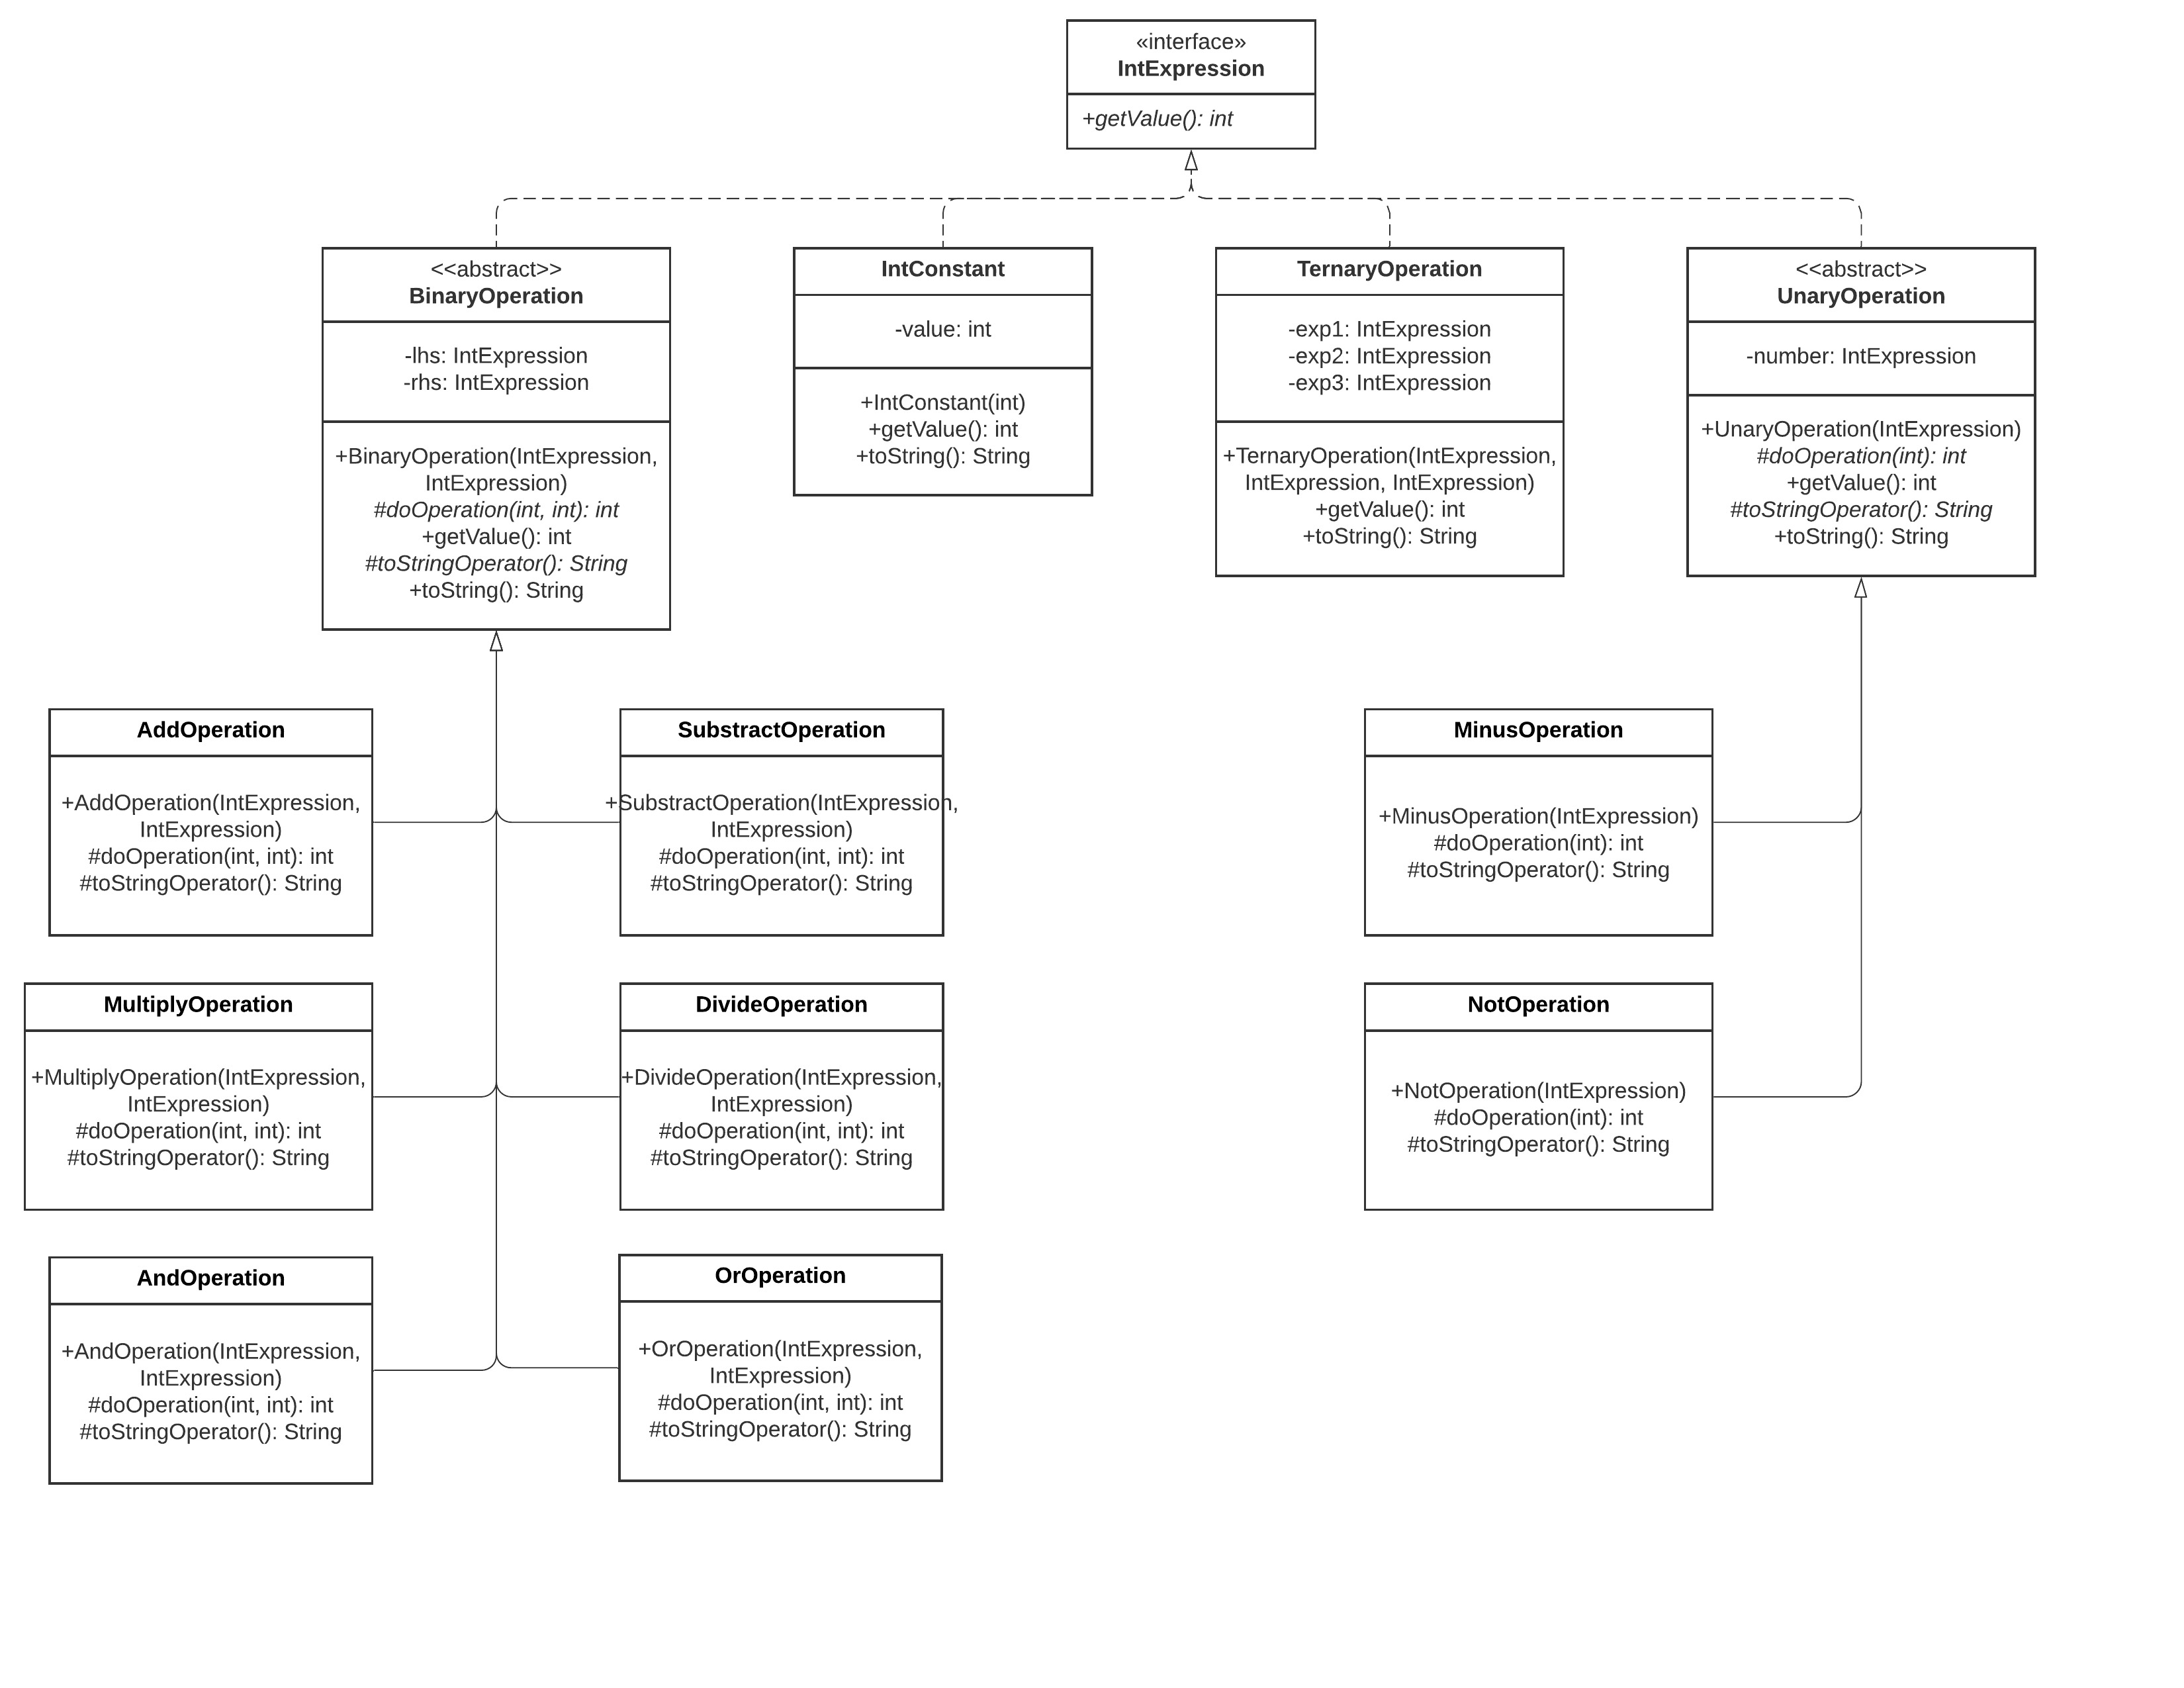 «interface»
IntExpression
+getValue(): int
<<abstract>>
BinaryOperation
-lhs: IntExpression
-rhs: IntExpression
+BinaryOperation(IntExpression,
IntExpression)
#doOperation(int, int): int
+getValue(): int
#toStringOperator(): String
+toString(): String
IntConstant
-value: int
+IntConstant(int)
+getValue(): int
+toString(): String
TernaryOperation
-exp1: IntExpression
-exp2: IntExpression
-exp3: IntExpression
+TernaryOperation(IntExpression,
IntExpression, IntExpression)
+getValue(): int
+toString(): String
<<abstract>>
UnaryOperation
-number: IntExpression
+UnaryOperation(IntExpression)
#doOperation(int): int
+getValue(): int
#toStringOperator(): String
+toString(): String
AddOperation
+AddOperation(IntExpression,
IntExpression)
#doOperation(int, int): int
#toStringOperator(): String
SubstractOperation
+SubstractOperation(IntExpression,
IntExpression)
#doOperation(int, int): int
#toStringOperator(): String
MinusOperation
+MinusOperation(IntExpression)
#doOperation(int): int
#toStringOperator(): String
MultiplyOperation
+MultiplyOperation(IntExpression,
IntExpression)
#doOperation(int, int): int
#toStringOperator(): String
DivideOperation
+DivideOperation(IntExpression,
IntExpression)
#doOperation(int, int): int
#toStringOperator(): String
NotOperation
+NotOperation(IntExpression)
#doOperation(int): int
#toStringOperator(): String
AndOperation
+AndOperation(IntExpression,
IntExpression)
#doOperation(int, int): int
#toStringOperator(): String
OrOperation
+OrOperation(IntExpression,
IntExpression)
#doOperation(int, int): int
#toStringOperator(): String